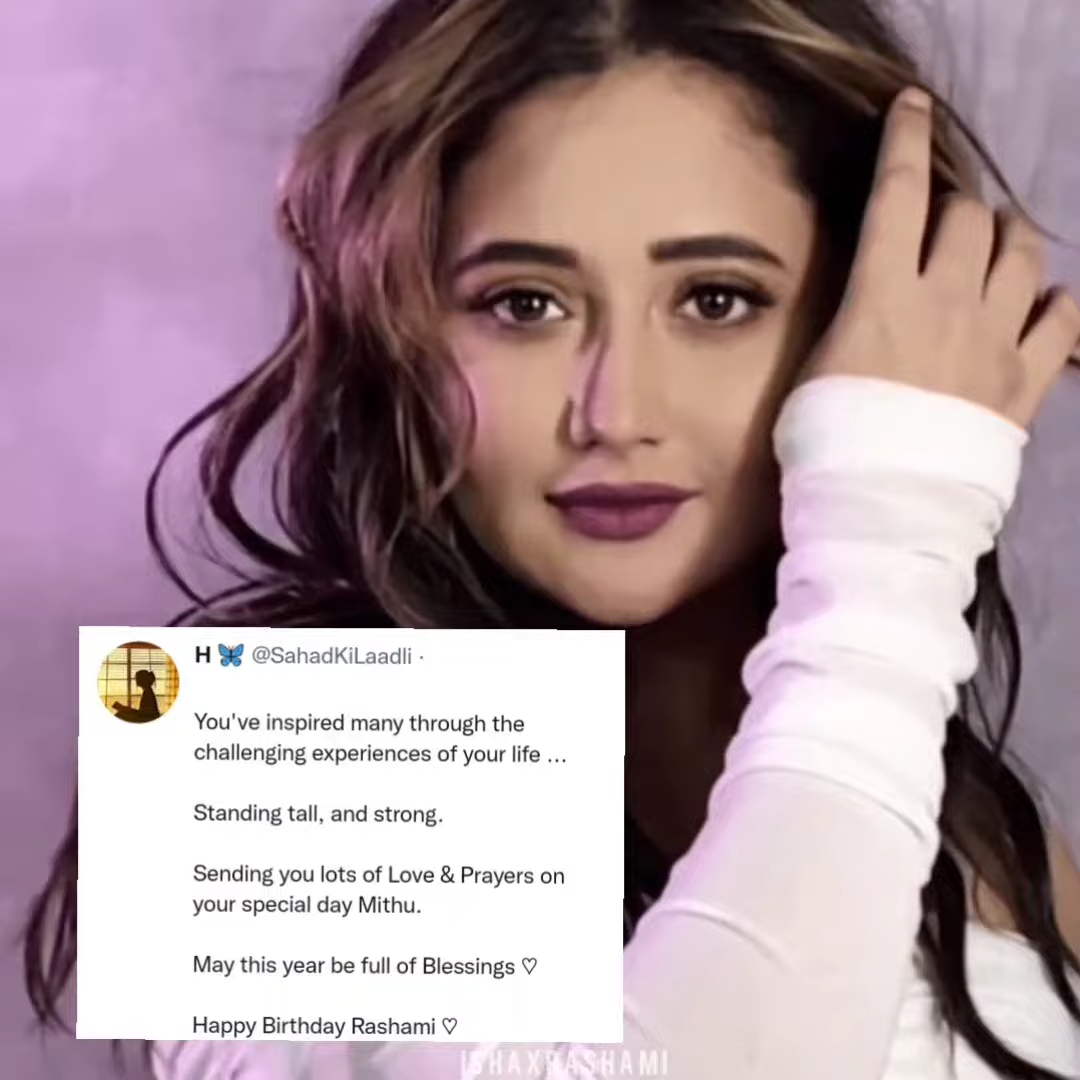 H 🦋 @SahadKiLaadli ·
You've inspired many through the
challenging experiences of your life ...
Standing tall, and strong.
Sending you lots of Love & Prayers on
your special day Mithu.
May this year be full of Blessings ♡
Happy Birthday Rashami ♡
ISHAXRASHAMI